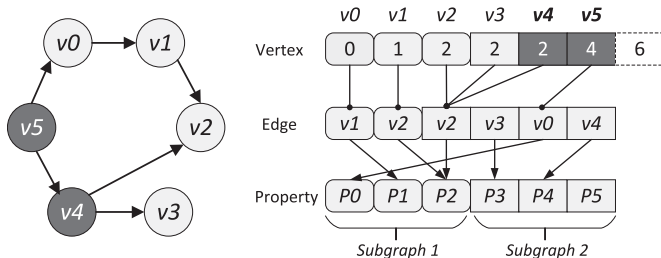 v0 v1
v5 v2
v4 v3
v0 v1 v2 v3 v4 v5
Vertex 0 1 2 2 2 4 6
Edge v1 v2 v2 v3 v0 v4
Property P0 P1 P2 P3 P4 P5
Subgraph 1 Subgraph 2